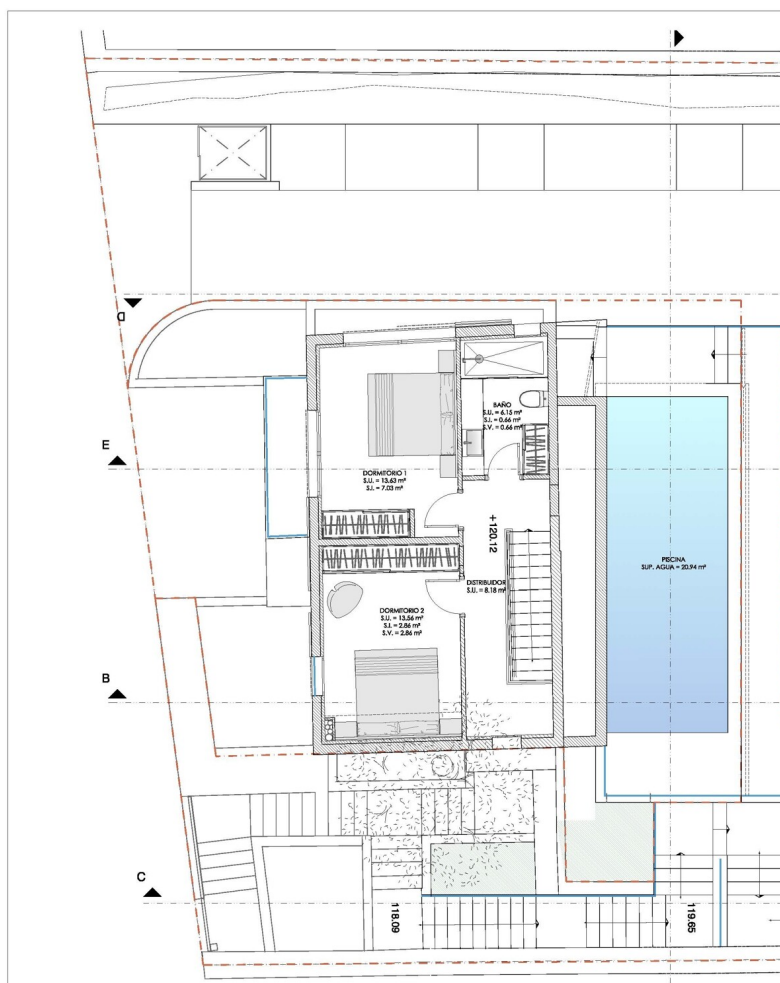 D
BAÑO
S.U. = 6.15 m²
S.I. = 0.66 m²
S.V. = 0.66 m²
E
DORMITORIO 1
S.U. = 13.63 m²
S.I. = 7.03 m²
+120.12
PISCINA
SUP. AGUA = 20.94 m²
DISTRIBUIDOR
S.U. = 8.18 m²
DORMITORIO 2
S.U. = 13.56 m²
S.I. = 2.86 m²
S.V. = 2.86 m²
B
C
118.09
119.65